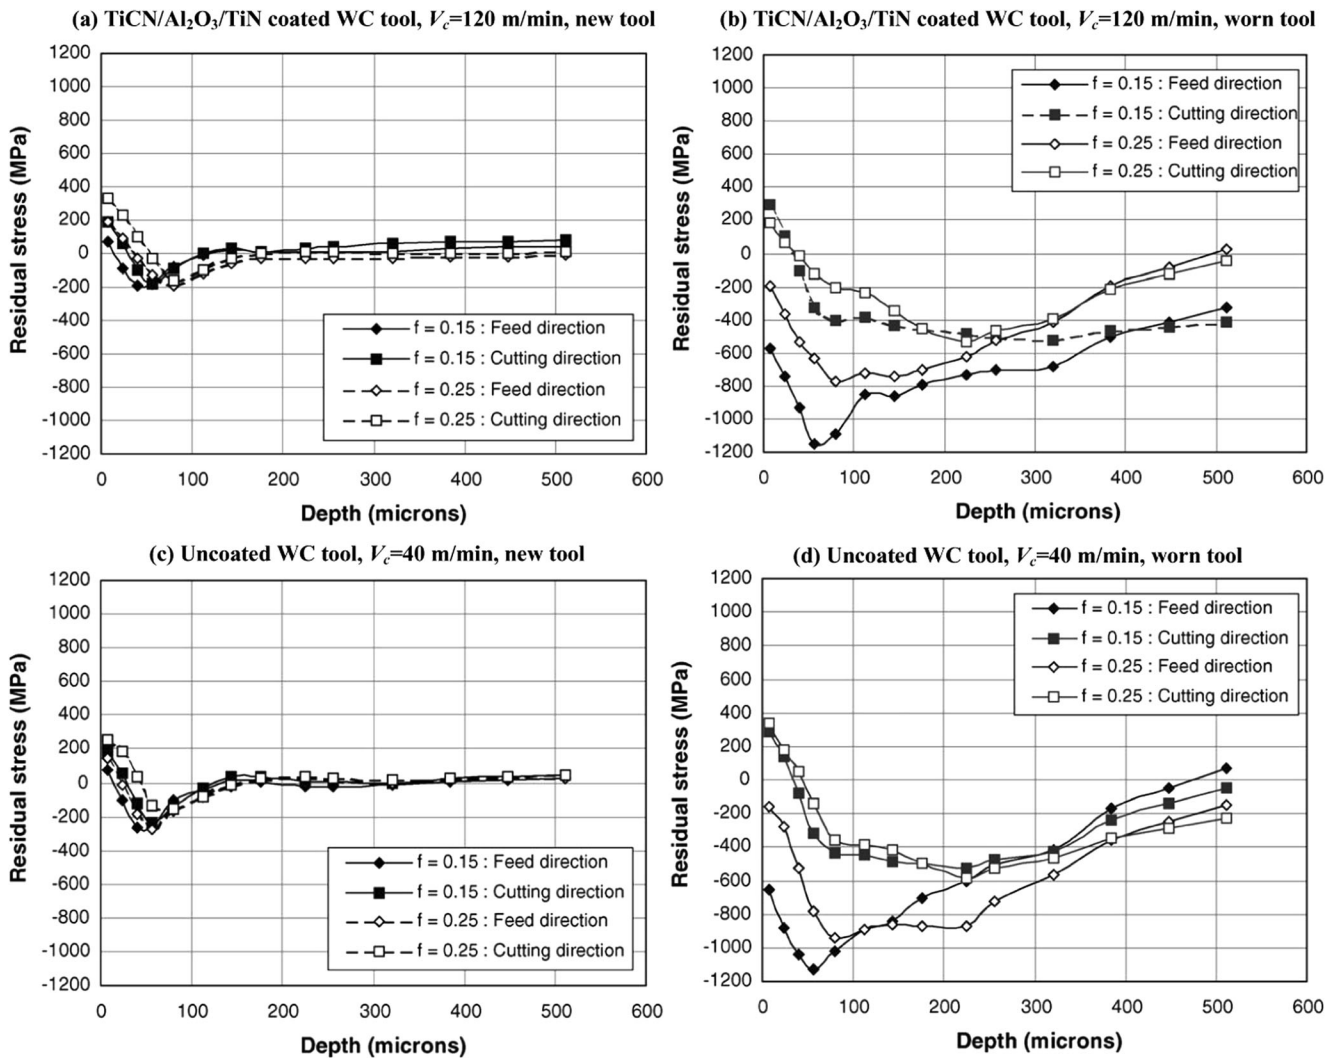 (a) TiCN/Al₂O₃/TiN coated WC tool, Vc=120 m/min, new tool
1200
1000
800
600
400
200
0
-200
-400
-600
-800
-1000
-1200
Residual stress (MPa)
f = 0.15 : Feed direction
f = 0.15 : Cutting direction
f = 0.25 : Feed direction
f = 0.25 : Cutting direction
0 100 200 300 400 500 600
Depth (microns)
(b) TiCN/Al₂O₃/TiN coated WC tool, Vc=120 m/min, worn tool
1200
1000
800
600
400
200
0
-200
-400
-600
-800
-1000
-1200
Residual stress (MPa)
f = 0.15 : Feed direction
f = 0.15 : Cutting direction
f = 0.25 : Feed direction
f = 0.25 : Cutting direction
0 100 200 300 400 500 600
Depth (microns)
(c) Uncoated WC tool, Vc=40 m/min, new tool
1200
1000
800
600
400
200
0
-200
-400
-600
-800
-1000
-1200
Residual stress (MPa)
f = 0.15 : Feed direction
f = 0.15 : Cutting direction
f = 0.25 : Feed direction
f = 0.25 : Cutting direction
0 100 200 300 400 500 600
Depth (microns)
(d) Uncoated WC tool, Vc=40 m/min, worn tool
1200
1000
800
600
400
200
0
-200
-400
-600
-800
-1000
-1200
Residual stress (MPa)
f = 0.15 : Feed direction
f = 0.15 : Cutting direction
f = 0.25 : Feed direction
f = 0.25 : Cutting direction
0 100 200 300 400 500 600
Depth (microns)